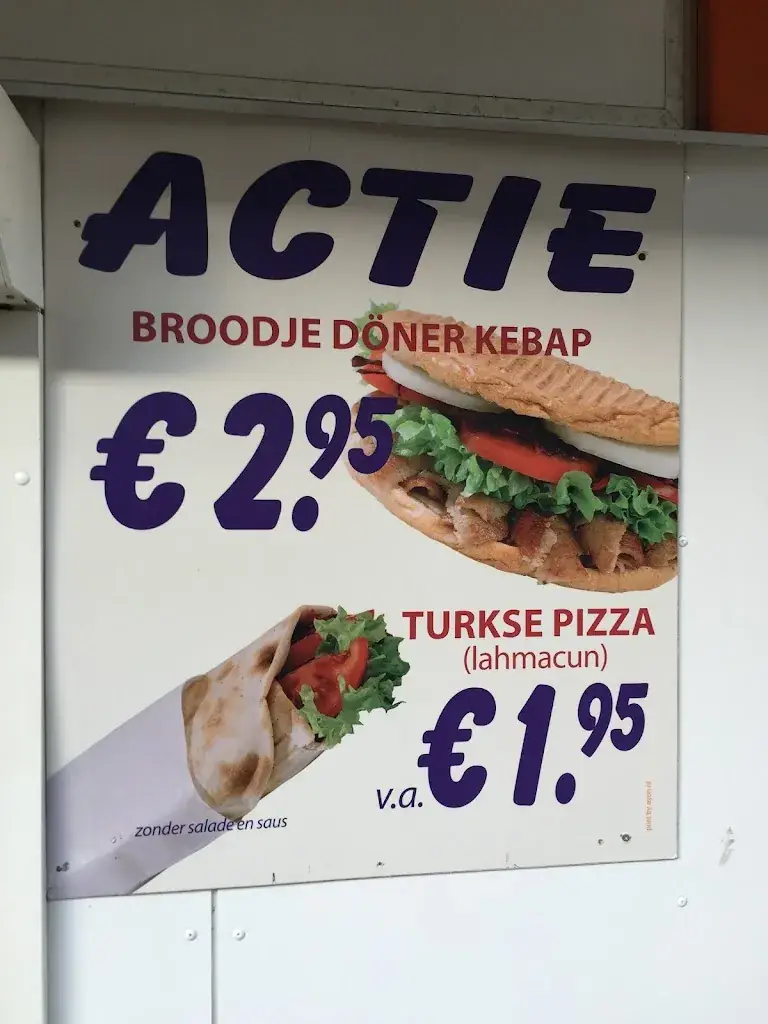 ACTIE
BROODJE DÖNER KEBAP
€ 2.95
TURKSE PIZZA
(lahmacun)
v.a. € 1.95
zonder salade en saus